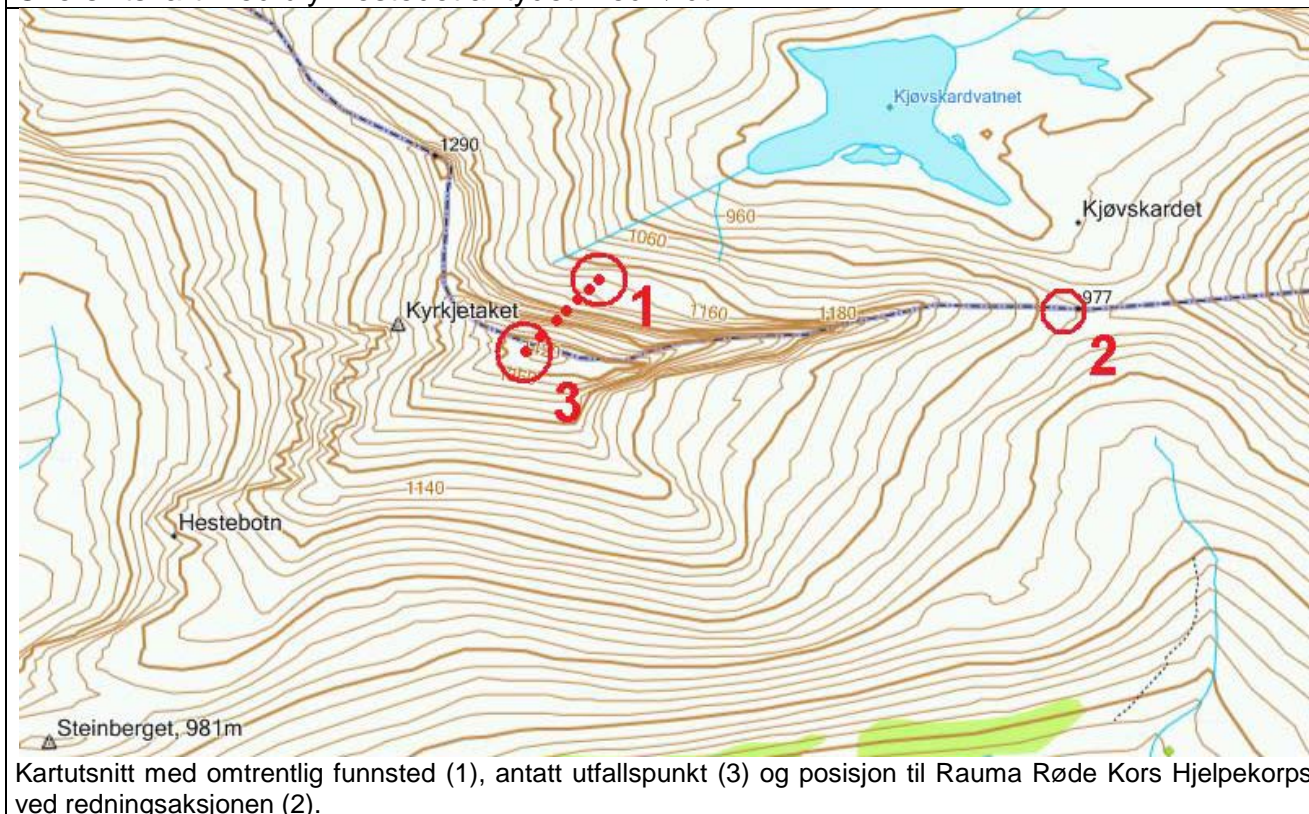 Kjøvskardvatnet
1290
Kjøvskardet
960
1060
977
1
Kyrkjetaket
1160
1180
2
3
1140
Hestebotn
Steinberget, 981m
Kartutsnitt med omtrentlig funnsted (1), antatt utfallspunkt (3) og posisjon til Rauma Røde Kors Hjelpekorps
ved redningsaksjonen (2).